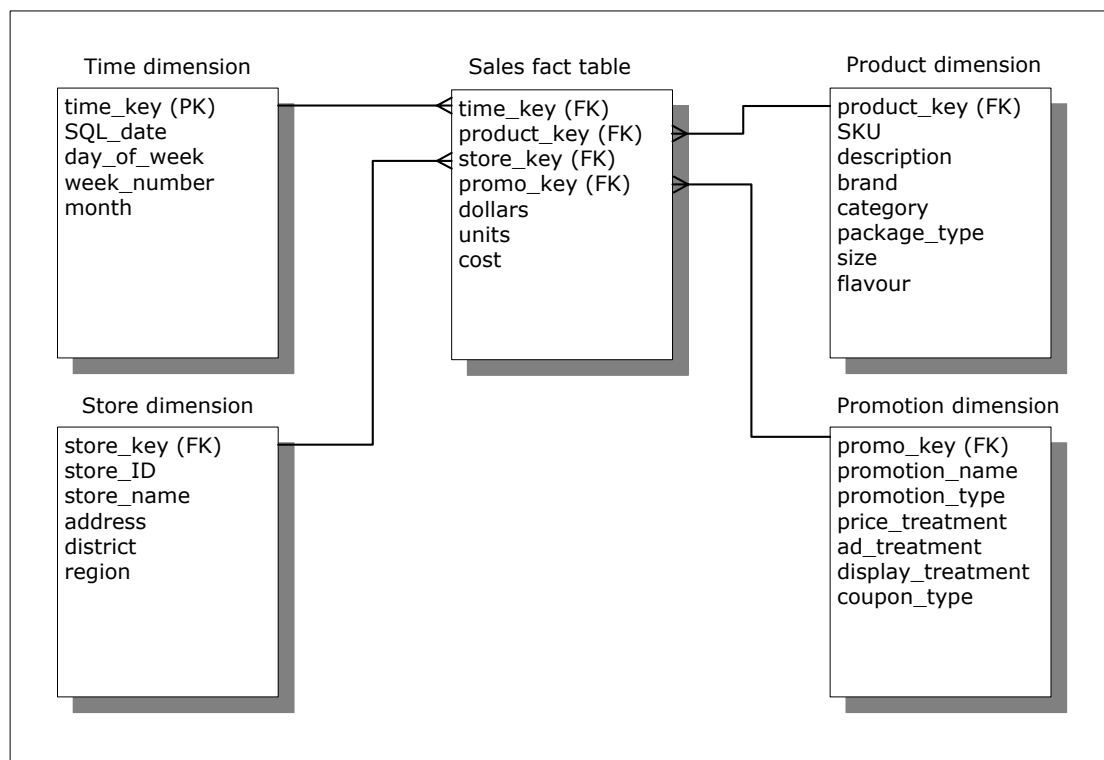 Time dimension
time_key (PK)
SQL_date
day_of_week
week_number
month
Sales fact table
time_key (FK)
product_key (FK)
store_key (FK)
promo_key (FK)
dollars
units
cost
Product dimension
product_key (FK)
SKU
description
brand
category
package_type
size
flavour
Store dimension
store_key (FK)
store_ID
store_name
address
district
region
Promotion dimension
promo_key (FK)
promotion_name
promotion_type
price_treatment
ad_treatment
display_treatment
coupon_type